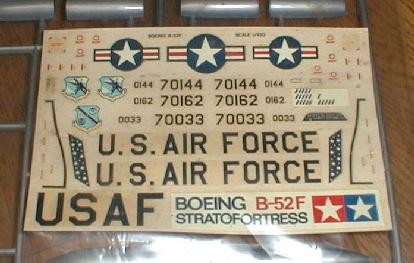 BOEING B-52F SCALE 1/100
0144 70144 70144 0144
0162 70162 70162 0162
0033 70033 70033 0033
U.S. AIR FORCE
U.S. AIR FORCE
USAF
BOEING B-52F
STRATOFORTRESS